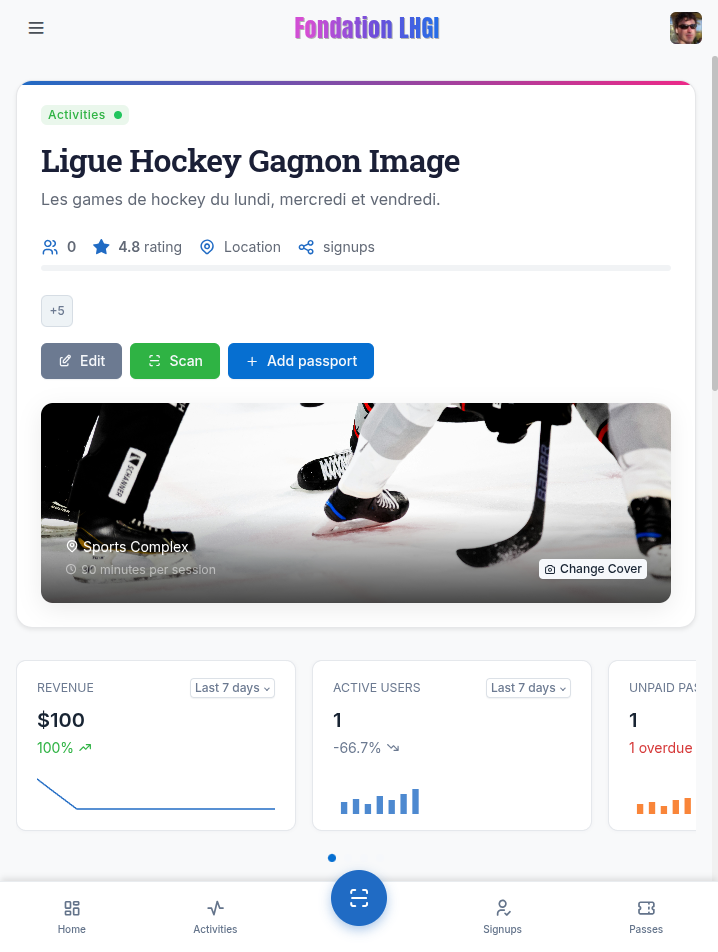 Fondation LHGI
Activities
Ligue Hockey Gagnon Image
Les games de hockey du lundi, mercredi et vendredi.
0 4.8 rating Location signups
+5
Edit Scan Add passport
SCHANNER
BAUER
Sports Complex
90 minutes per session
Change Cover
REVENUE Last 7 days
$100
100%
ACTIVE USERS Last 7 days
1
-66.7%
UNPAID PAS
1
1 overdue
Home Activities Signups Passes